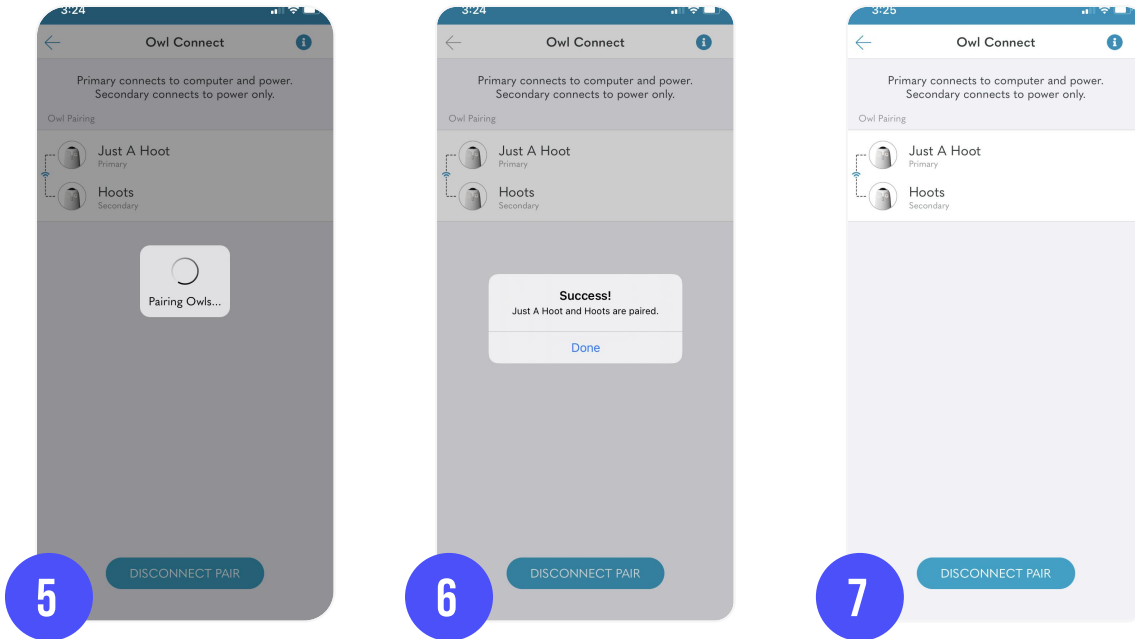 3:24
Owl Connect
Primary connects to computer and power.
Secondary connects to power only.
Owl Pairing
Just A Hoot
Primary
Hoots
Secondary
Pairing Owls...
DISCONNECT PAIR
5
3:24
Owl Connect
Primary connects to computer and power.
Secondary connects to power only.
Owl Pairing
Just A Hoot
Primary
Hoots
Secondary
Success!
Just A Hoot and Hoots are paired.
Done
DISCONNECT PAIR
6
3:25
Owl Connect
Primary connects to computer and power.
Secondary connects to power only.
Owl Pairing
Just A Hoot
Primary
Hoots
Secondary
DISCONNECT PAIR
7